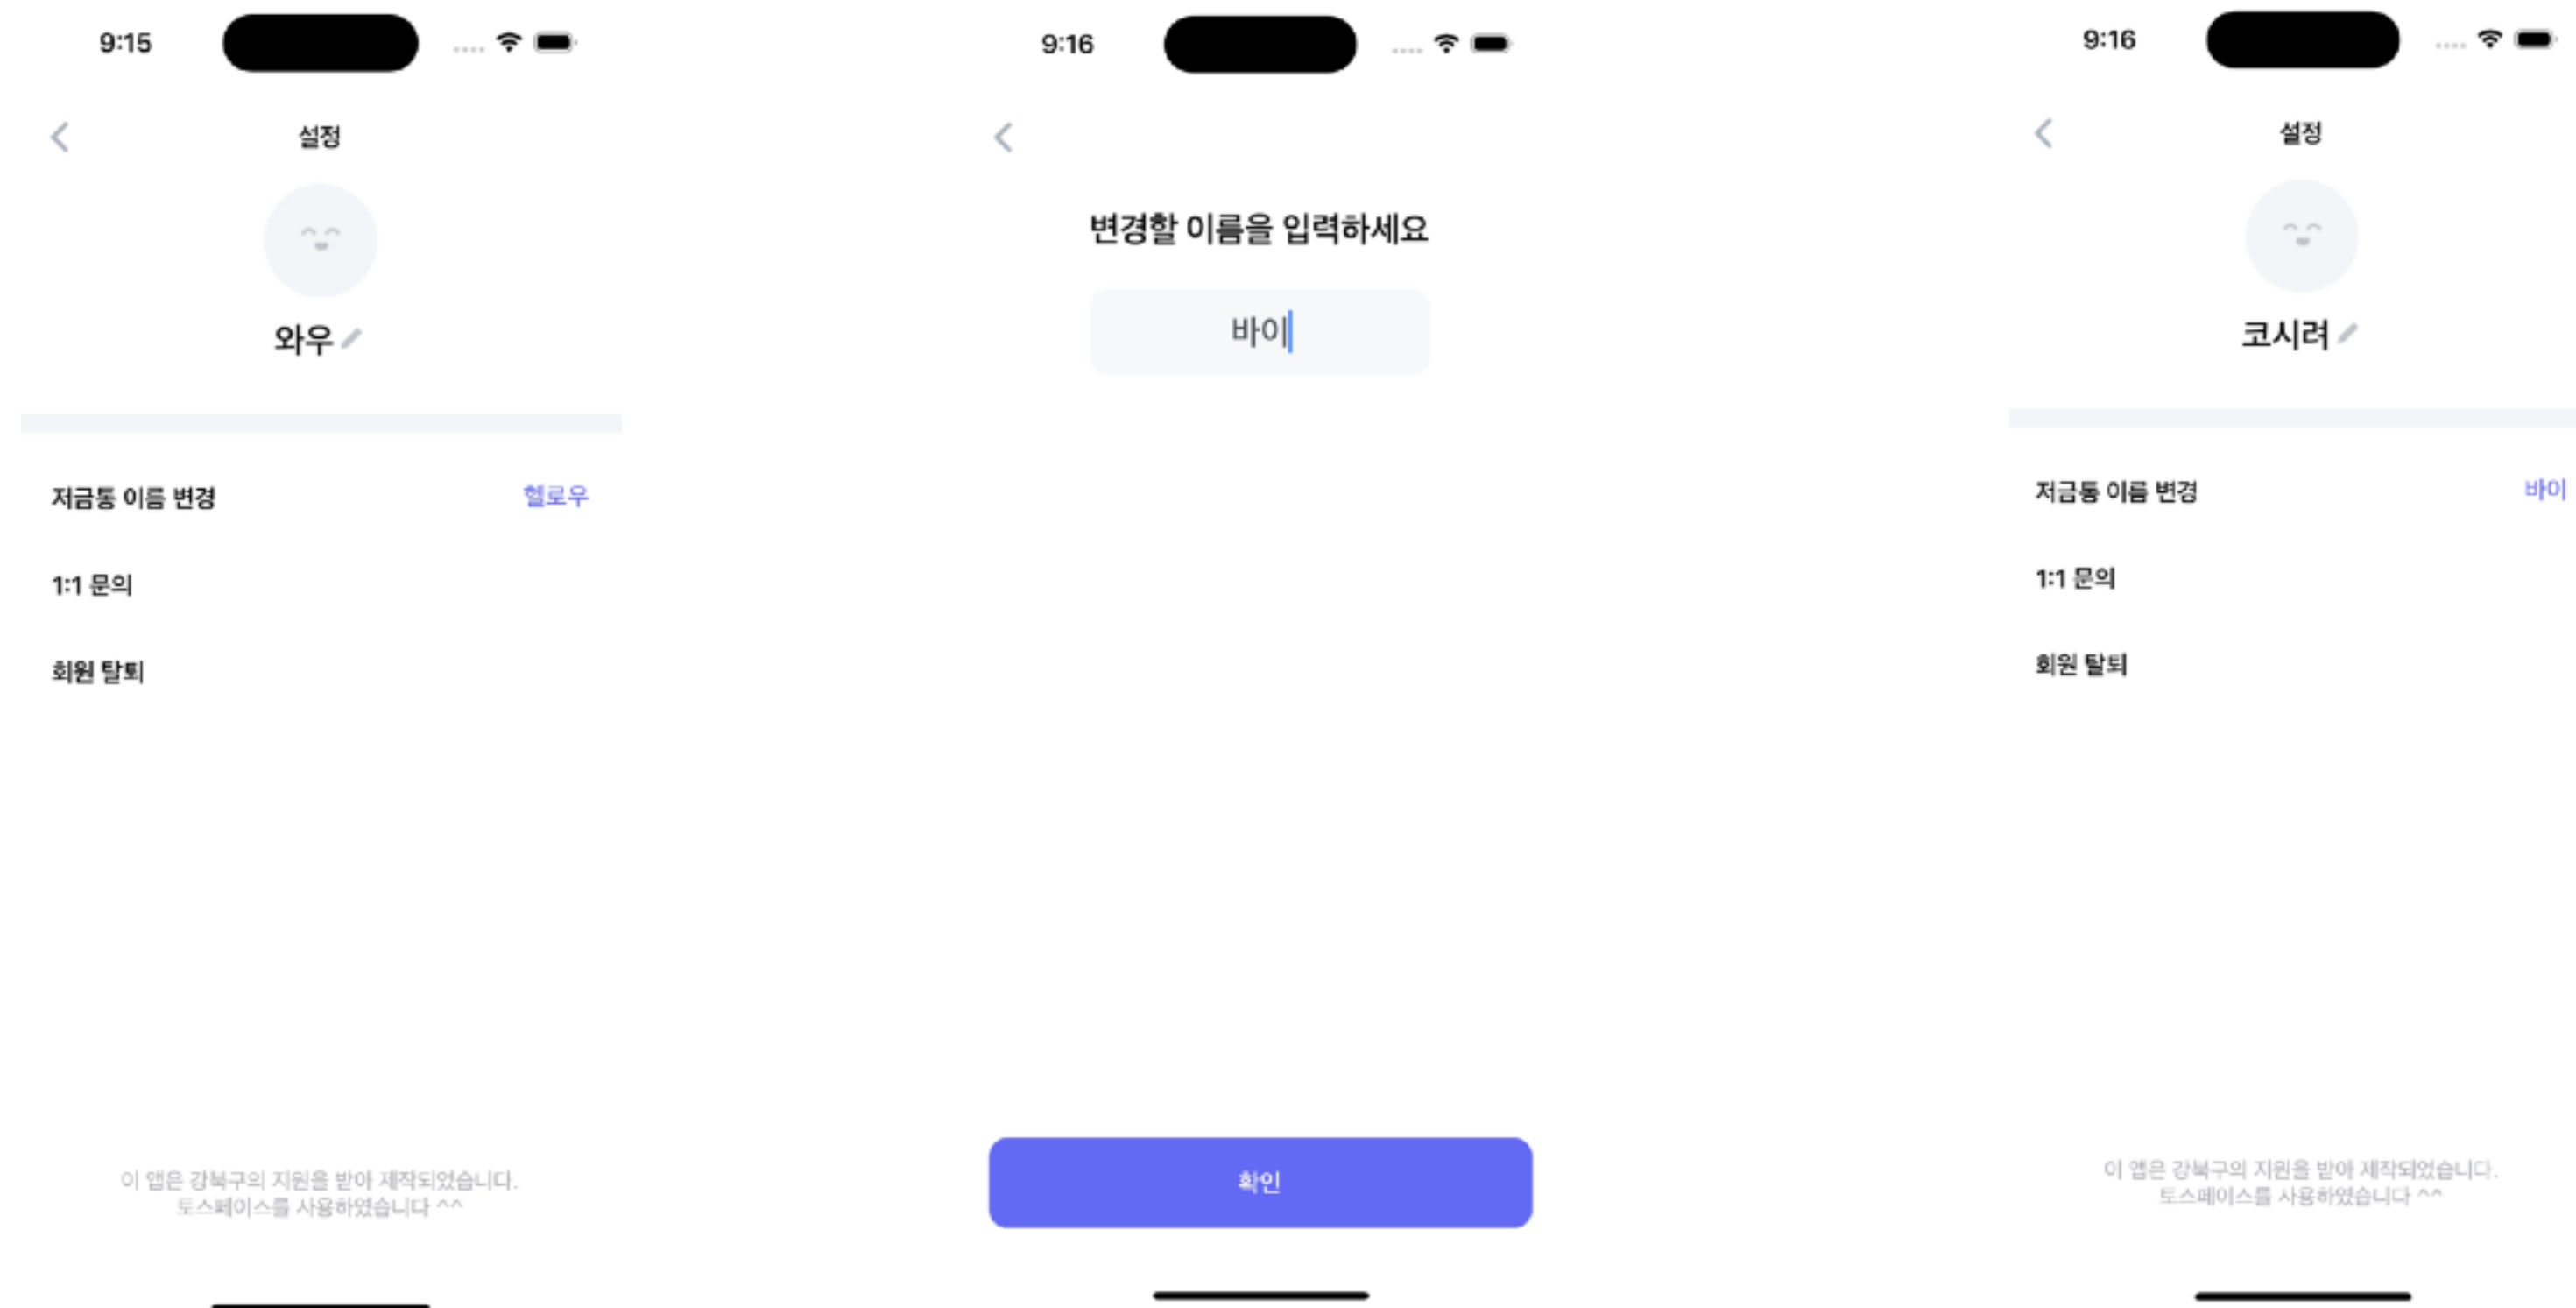 9:15
설정
와우
저금통 이름 변경
헬로우
1:1 문의
회원 탈퇴
이 앱은 강북구의 지원을 받아 제작되었습니다.
토스페이스를 사용하였습니다 ^^
9:16
변경할 이름을 입력하세요
바이
확인
9:16
설정
코시려
저금통 이름 변경
바이
1:1 문의
회원 탈퇴
이 앱은 강북구의 지원을 받아 제작되었습니다.
토스페이스를 사용하였습니다 ^^